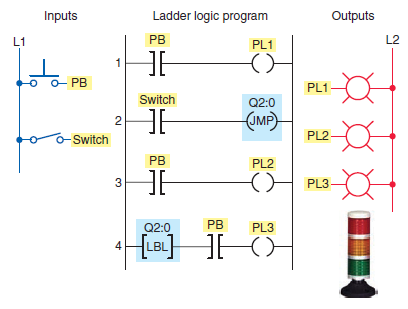 Inputs
Ladder logic program
Outputs
L1
L2
PB
PL1
1
PB
PL1
Switch
Q2:0
2
JMP
PL2
Switch
PB
PL2
3
PL3
Q2:0
PB
PL3
4
LBL